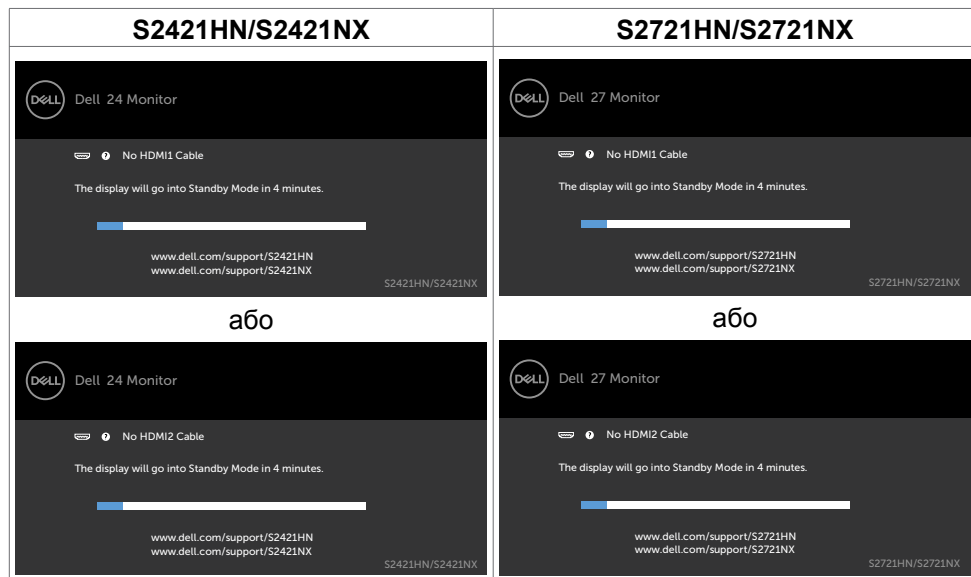 S2421HN/S2421NX
S2721HN/S2721NX
DELL Dell 24 Monitor
No HDMI1 Cable
The display will go into Standby Mode in 4 minutes.
www.dell.com/support/S2421HN
www.dell.com/support/S2421NX
S2421HN/S2421NX
DELL Dell 27 Monitor
No HDMI1 Cable
The display will go into Standby Mode in 4 minutes.
www.dell.com/support/S2721HN
www.dell.com/support/S2721NX
S2721HN/S2721NX
або
або
DELL Dell 24 Monitor
No HDMI2 Cable
The display will go into Standby Mode in 4 minutes.
www.dell.com/support/S2421HN
www.dell.com/support/S2421NX
S2421HN/S2421NX
DELL Dell 27 Monitor
No HDMI2 Cable
The display will go into Standby Mode in 4 minutes.
www.dell.com/support/S2721HN
www.dell.com/support/S2721NX
S2721HN/S2721NX